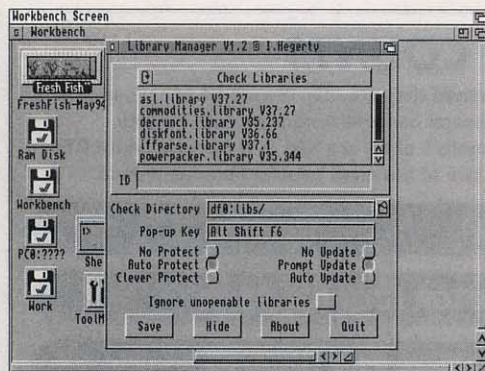 Workbench Screen
Workbench
Library Manager V1.2 © I.Hegerty
Fresh Fish
FreshFish-May94
Ram Disk
Workbench
PC0:????
She
Work
ToolM
Check Libraries
asl.library V37.27
commodities.library V37.27
decrunch.library V35.237
diskfont.library V36.66
iffparse.library V37.1
powerpacker.library V35.344
ID
Check Directory df0:libs/
Pop-up Key Alt Shift F6
No Protect No Update
Auto Protect Prompt Update
Clever Protect Auto Update
Ignore unopenable libraries
Save Hide About Quit